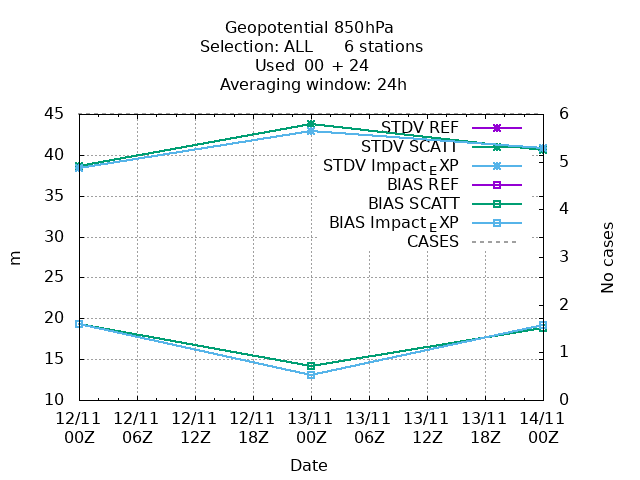 Geopotential 850hPa
Selection: ALL 6 stations
Used 00 + 24
Averaging window: 24h
45
40
35
30
25
20
15
10
m
6
5
4
3
2
1
0
No cases
STDV REF
STDV SCATT
STDV Impact_EXP
BIAS REF
BIAS SCATT
BIAS Impact_EXP
CASES
12/11 12/11 12/11 12/11 13/11 13/11 13/11 13/11 14/11
00Z 06Z 12Z 18Z 00Z 06Z 12Z 18Z 00Z
Date